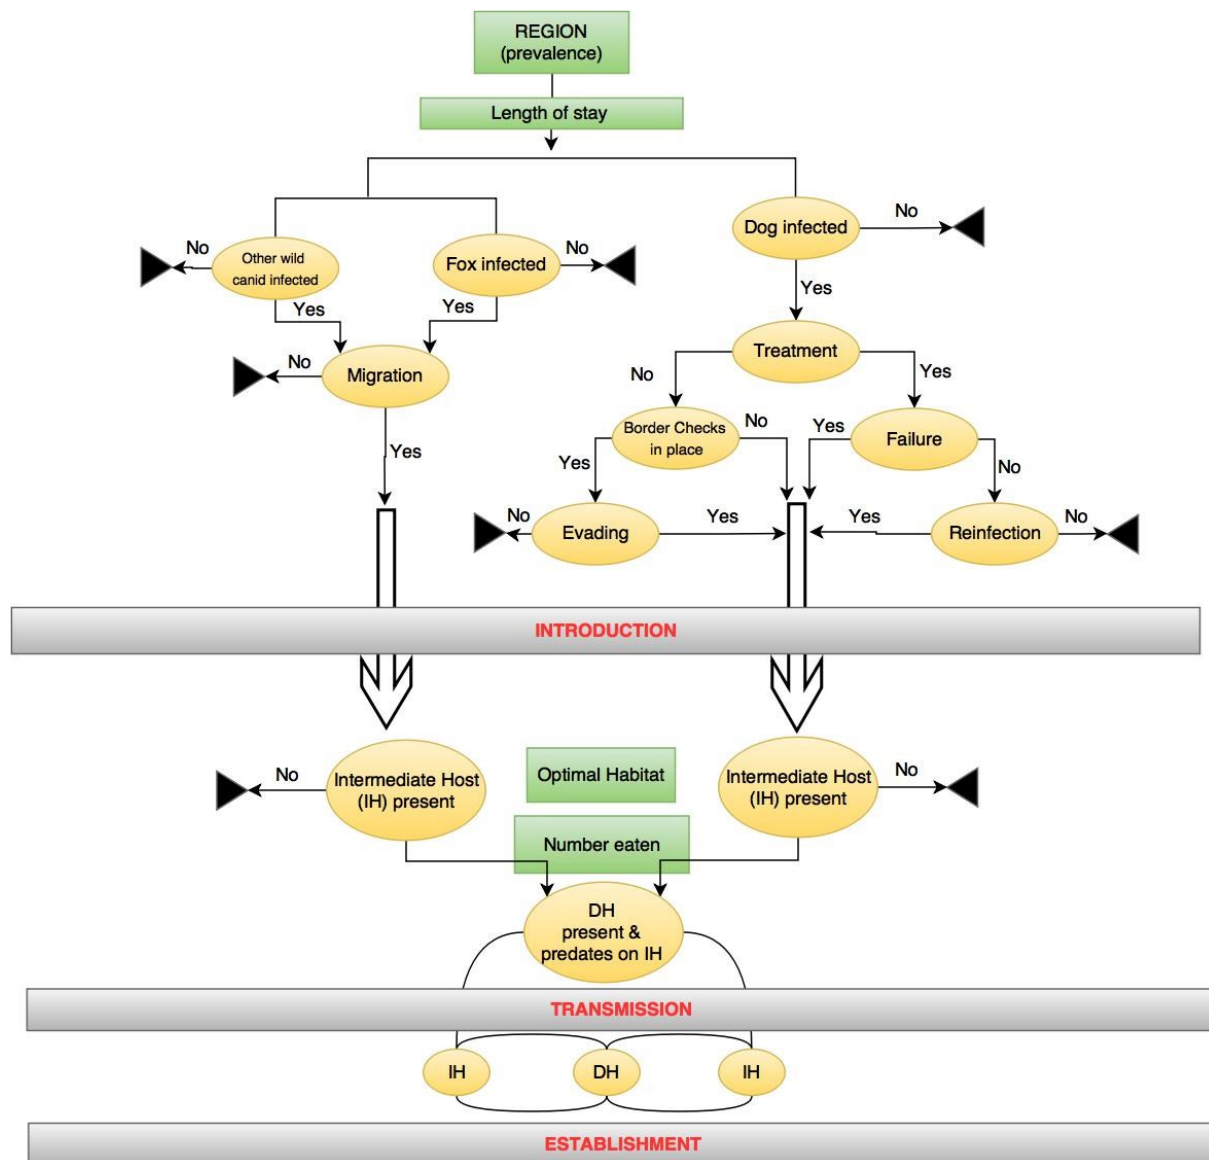 REGION
(prevalence)
Length of stay
No
Other wild
canid infected
Yes
Fox infected
No
Yes
Dog infected
No
Yes
No
Migration
Yes
Treatment
No
Yes
Border Checks
in place
No
Yes
Yes
Failure
No
No
Evading
Yes
Yes
Reinfection
No
INTRODUCTION
No
Intermediate Host
(IH) present
Optimal Habitat
Intermediate Host
(IH) present
No
Number eaten
DH
present &
predates on IH
TRANSMISSION
IH
DH
IH
ESTABLISHMENT